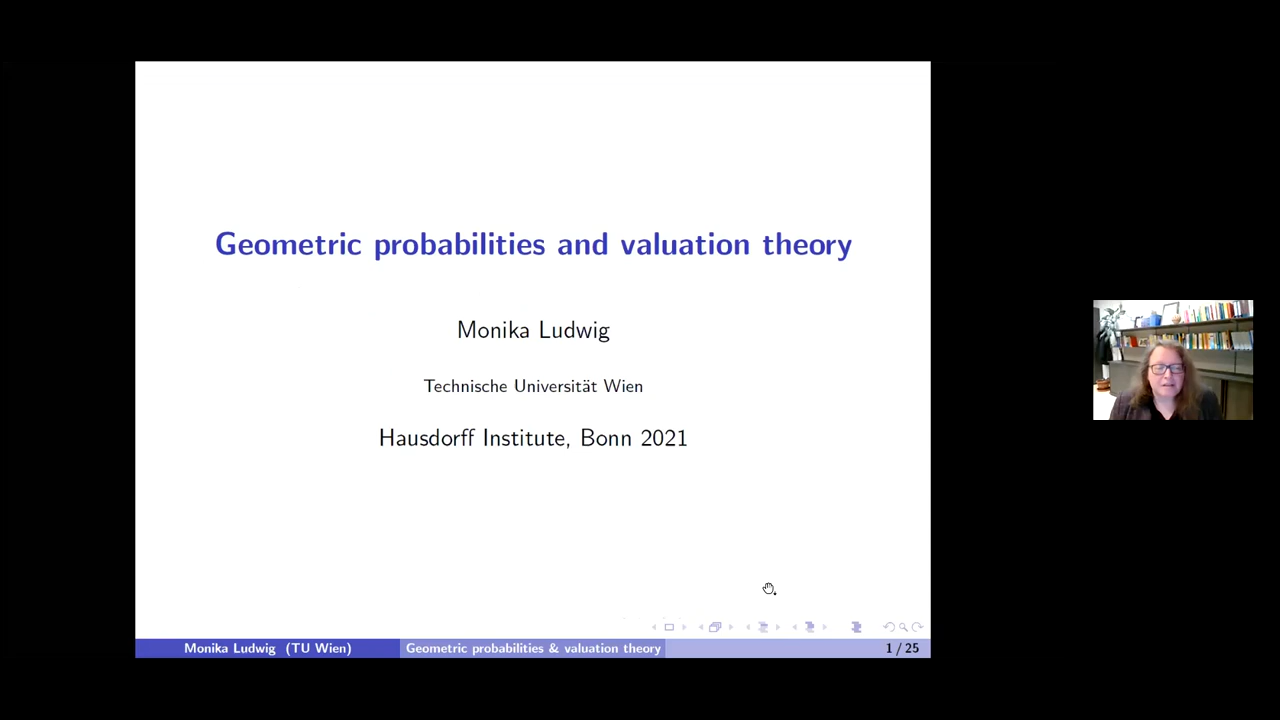 Geometric probabilities and valuation theory
Monika Ludwig
Technische Universität Wien
Hausdorff Institute, Bonn 2021
Monika Ludwig (TU Wien) Geometric probabilities & valuation theory 1 / 25